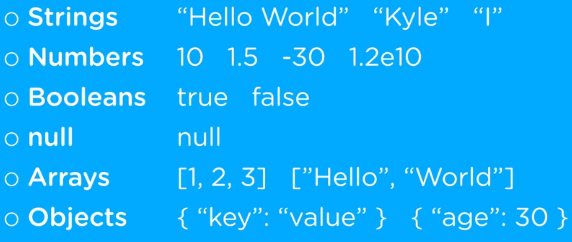 ○ Strings “Hello World” “Kyle” “I”
○ Numbers 10 1.5 -30 1.2e10
○ Booleans true false
○ null null
○ Arrays [1, 2, 3] [”Hello”, “World”]
○ Objects { “key”: “value” } { “age”: 30 }